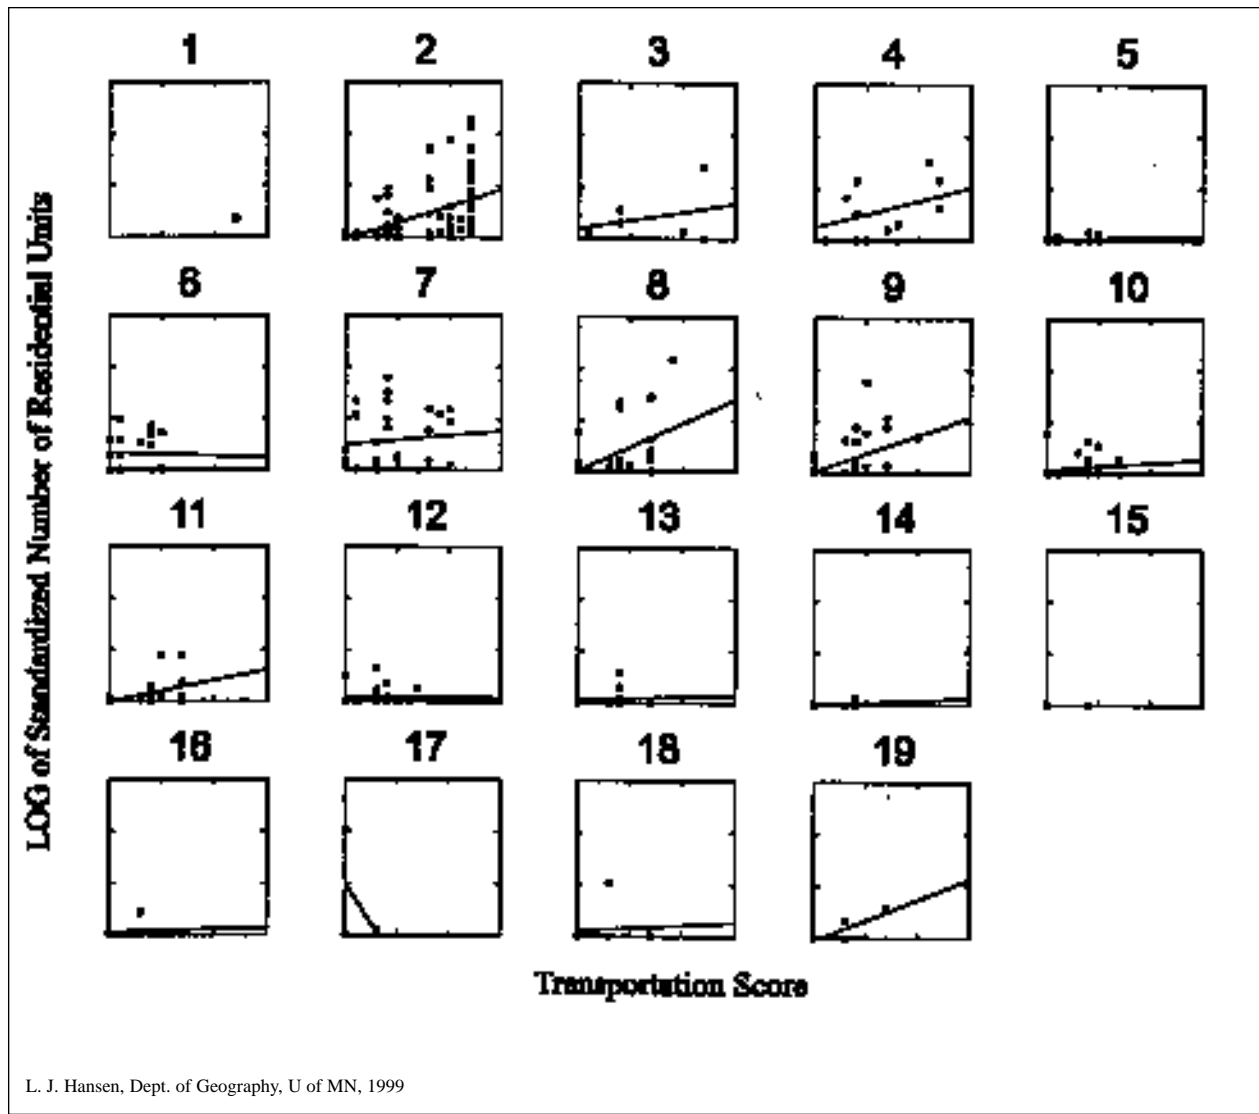 1 2 3 4 5
6 7 8 9 10
11 12 13 14 15
16 17 18 19
LOG of Standardized Number of Residential Units
Transportation Score
L. J. Hansen, Dept. of Geography, U of MN, 1999